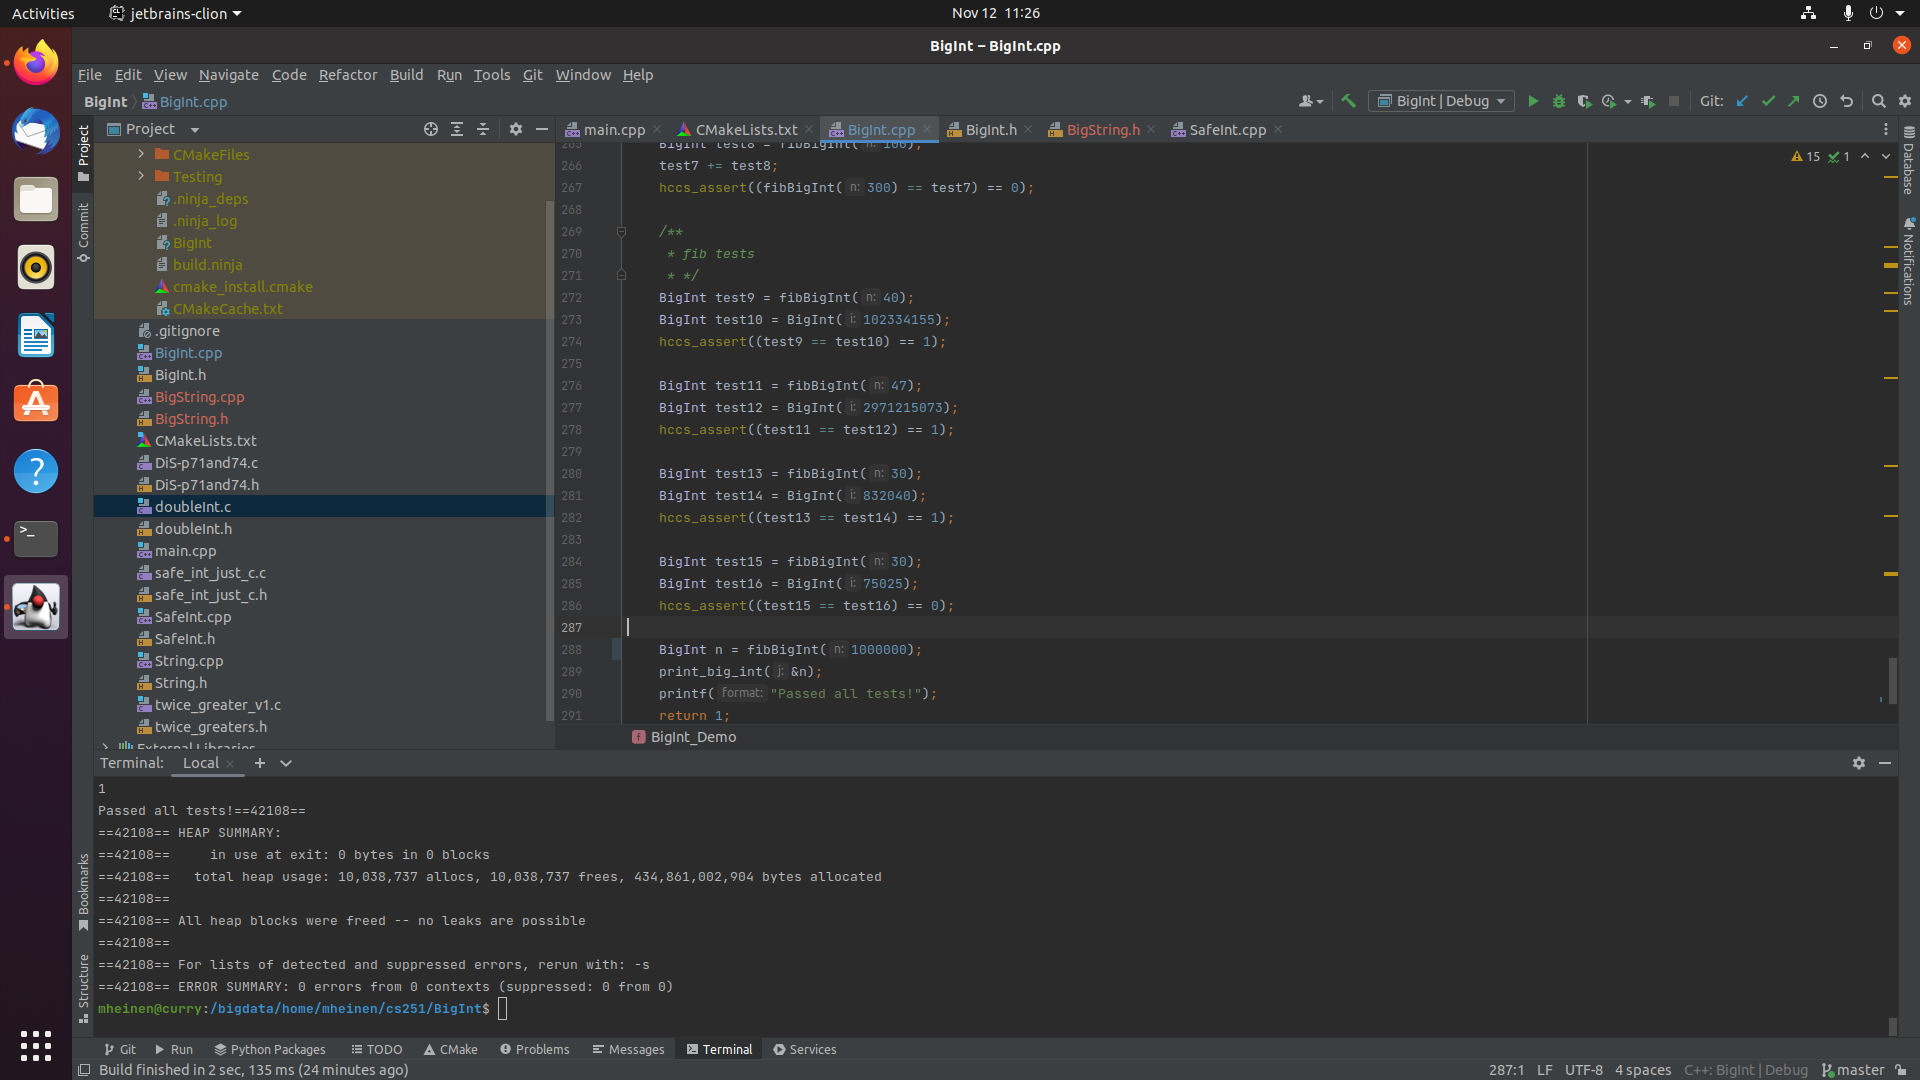 Activities
jetbrains-clion
Nov 12 11:26
BigInt – BigInt.cpp
File Edit View Navigate Code Refactor Build Run Tools Git Window Help
BigInt BigInt.cpp
BigInt | Debug
Git:
Project
main.cpp CMakeLists.txt BigInt.cpp BigInt.h BigString.h SafeInt.cpp
Project
Commit
Bookmarks
Structure
Database
Notifications
15 1
CMakeFiles
Testing
.ninja_deps
.ninja_log
BigInt
build.ninja
cmake_install.cmake
CMakeCache.txt
.gitignore
BigInt.cpp
BigInt.h
BigString.cpp
BigString.h
CMakeLists.txt
DiS-p71and74.c
DiS-p71and74.h
doubleInt.c
doubleInt.h
main.cpp
safe_int_just_c.c
safe_int_just_c.h
SafeInt.cpp
SafeInt.h
String.cpp
String.h
twice_greater_v1.c
twice_greaters.h
External Libraries
265 BigInt test8 = fibBigInt( n: 100);
266 test7 += test8;
267 hccs_assert((fibBigInt( n: 300) == test7) == 0);
268
269 /**
270 * fib tests
271 * */
272 BigInt test9 = fibBigInt( n: 40);
273 BigInt test10 = BigInt( i: 102334155);
274 hccs_assert((test9 == test10) == 1);
275
276 BigInt test11 = fibBigInt( n: 47);
277 BigInt test12 = BigInt( i: 2971215073);
278 hccs_assert((test11 == test12) == 1);
279
280 BigInt test13 = fibBigInt( n: 30);
281 BigInt test14 = BigInt( i: 832040);
282 hccs_assert((test13 == test14) == 1);
283
284 BigInt test15 = fibBigInt( n: 30);
285 BigInt test16 = BigInt( i: 75025);
286 hccs_assert((test15 == test16) == 0);
287
288 BigInt n = fibBigInt( n: 1000000);
289 print_big_int( j: &n);
290 printf( format: "Passed all tests!");
291 return 1;
BigInt_Demo
Terminal: Local
1
Passed all tests!==42108==
==42108== HEAP SUMMARY:
==42108==     in use at exit: 0 bytes in 0 blocks
==42108==   total heap usage: 10,038,737 allocs, 10,038,737 frees, 434,861,002,904 bytes allocated
==42108==
==42108== All heap blocks were freed -- no leaks are possible
==42108==
==42108== For lists of detected and suppressed errors, rerun with: -s
==42108== ERROR SUMMARY: 0 errors from 0 contexts (suppressed: 0 from 0)
mheinen@curry:/bigdata/home/mheinen/cs251/BigInt$
Git Run Python Packages TODO CMake Problems Messages Terminal Services
Build finished in 2 sec, 135 ms (24 minutes ago)
287:1 LF UTF-8 4 spaces C++: BigInt | Debug master